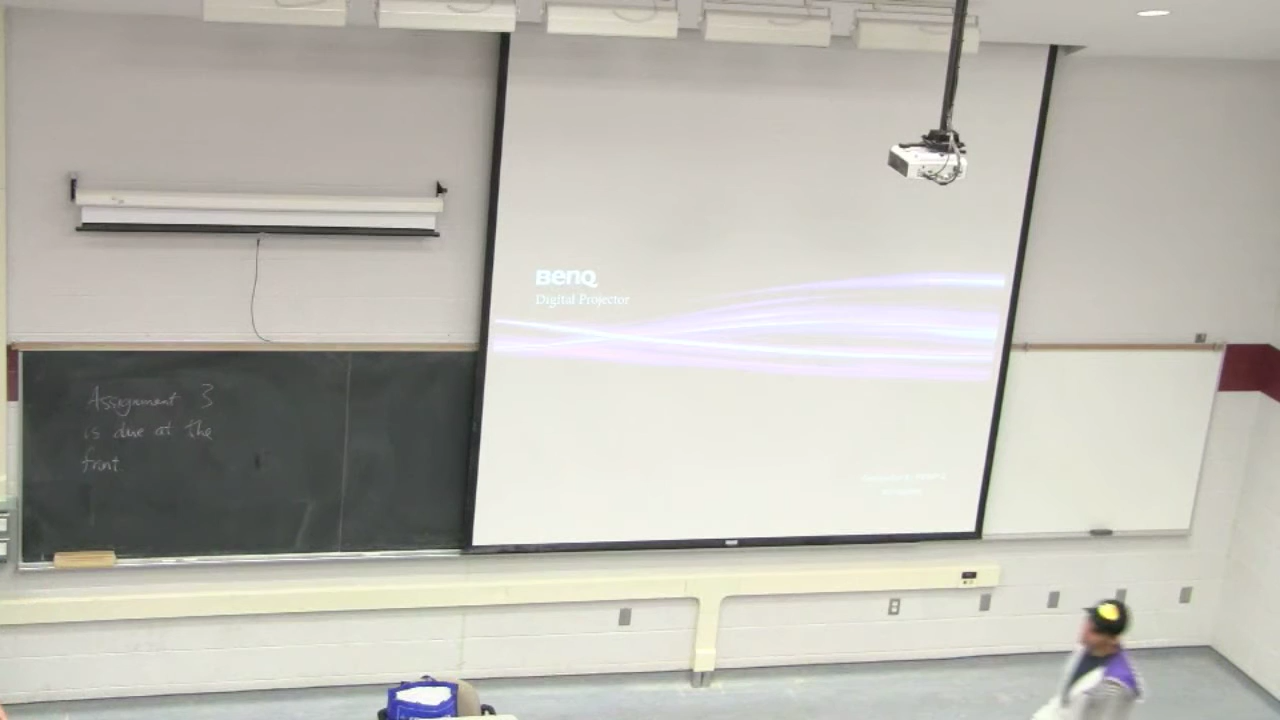 BenQ
Digital Projector
Assignment 3
is due at the
front.